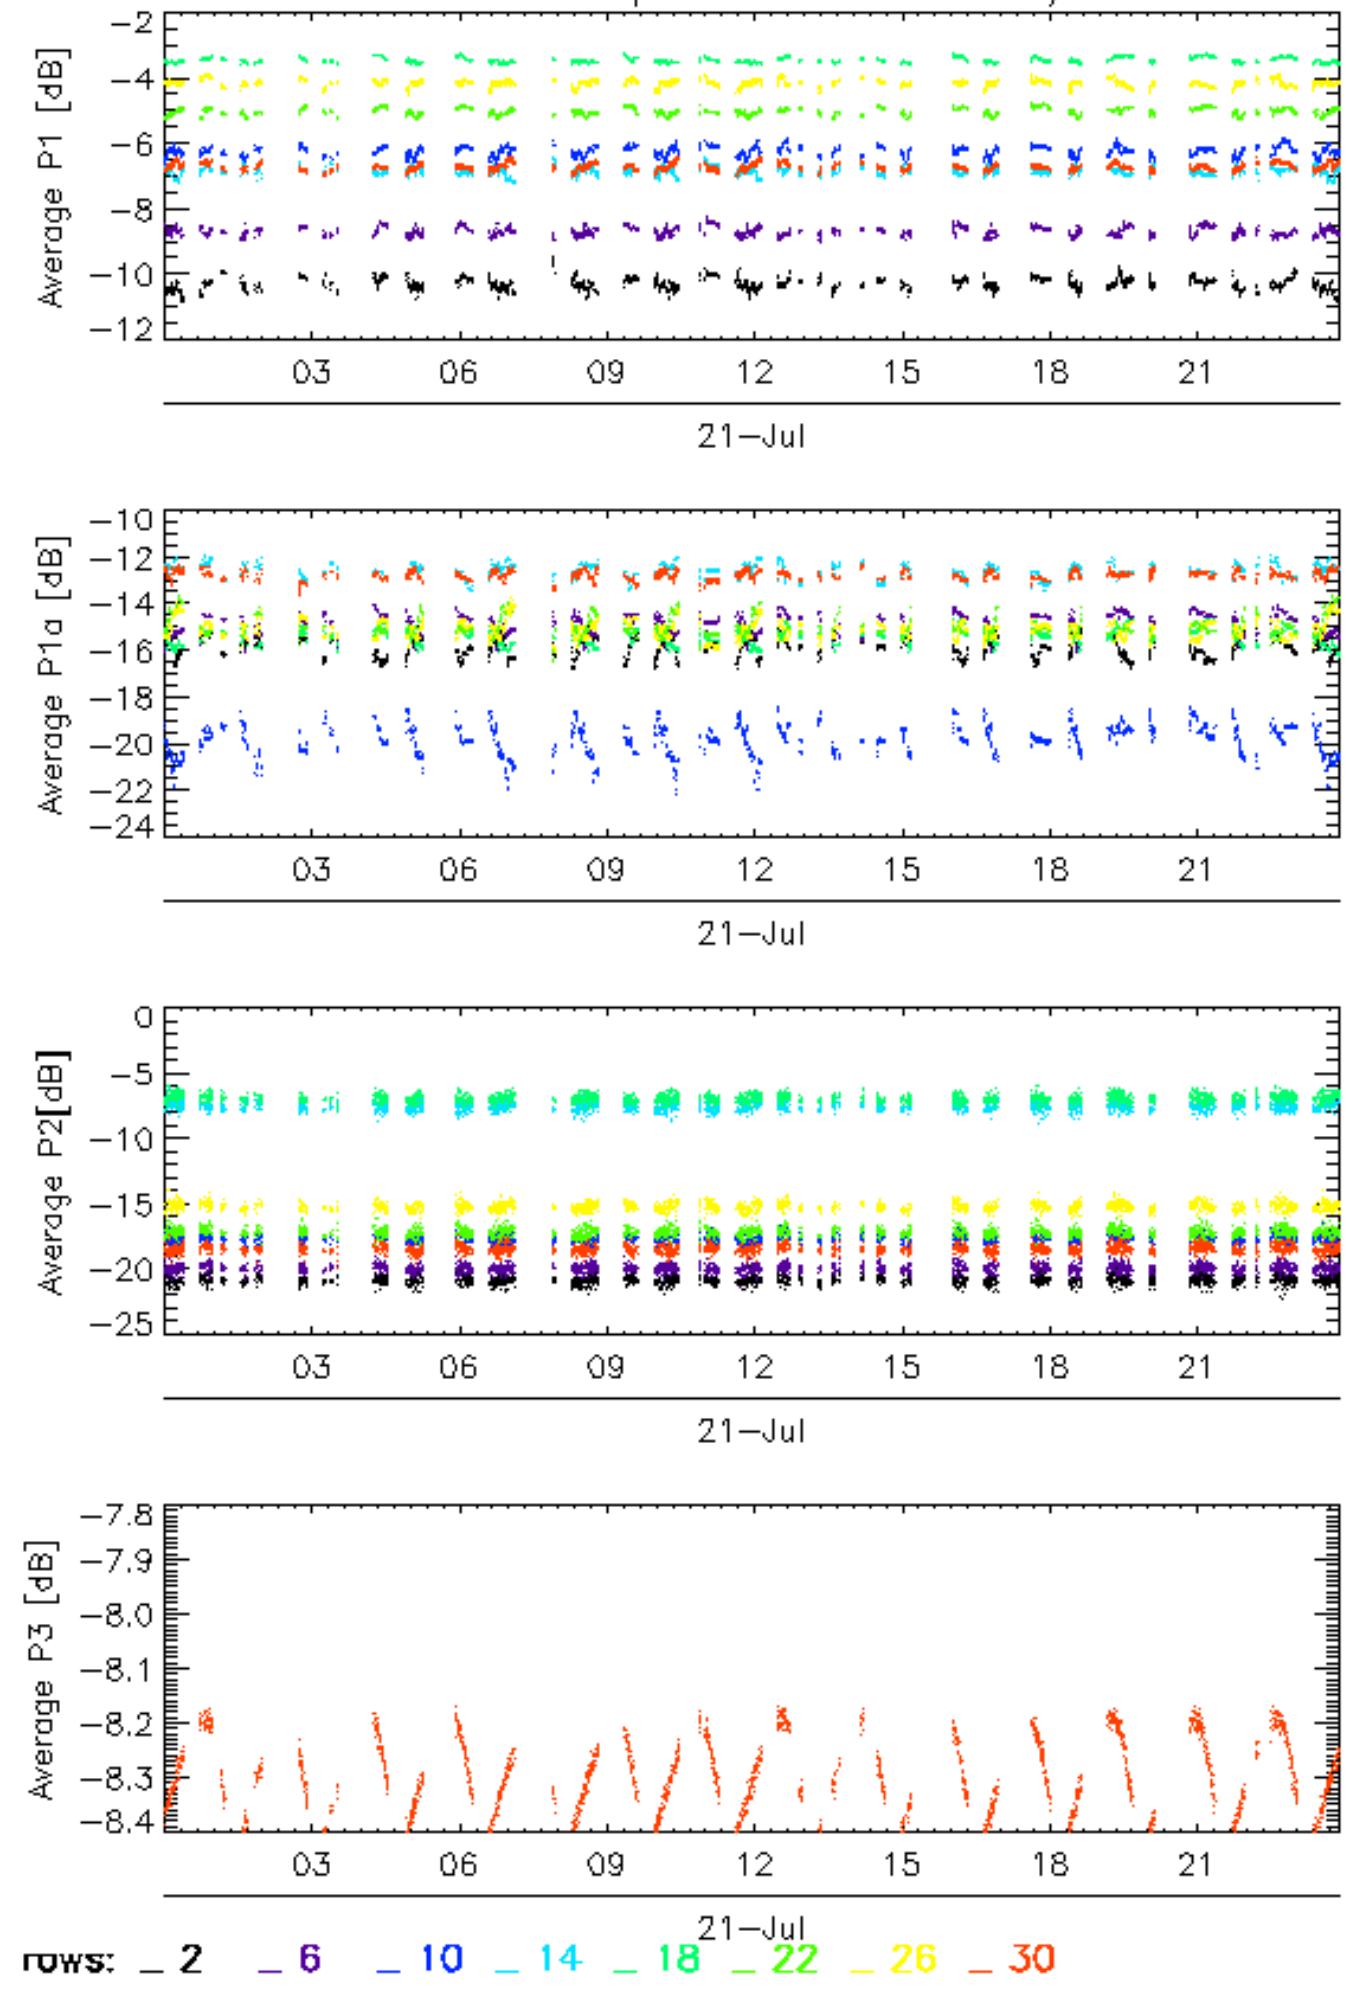 Average P1 [dB]
−2
−4
−6
−8
−10
−12
03 06 09 12 15 18 21
21−Jul
Average P1a [dB]
−10
−12
−14
−16
−18
−20
−22
−24
03 06 09 12 15 18 21
21−Jul
Average P2[dB]
0
−5
−10
−15
−20
−25
03 06 09 12 15 18 21
21−Jul
Average P3 [dB]
−7.8
−7.9
−8.0
−8.1
−8.2
−8.3
−8.4
03 06 09 12 15 18 21
21−Jul
rows: _ 2 _ 6 _ 10 _ 14 _ 18 _ 22 _ 26 _ 30